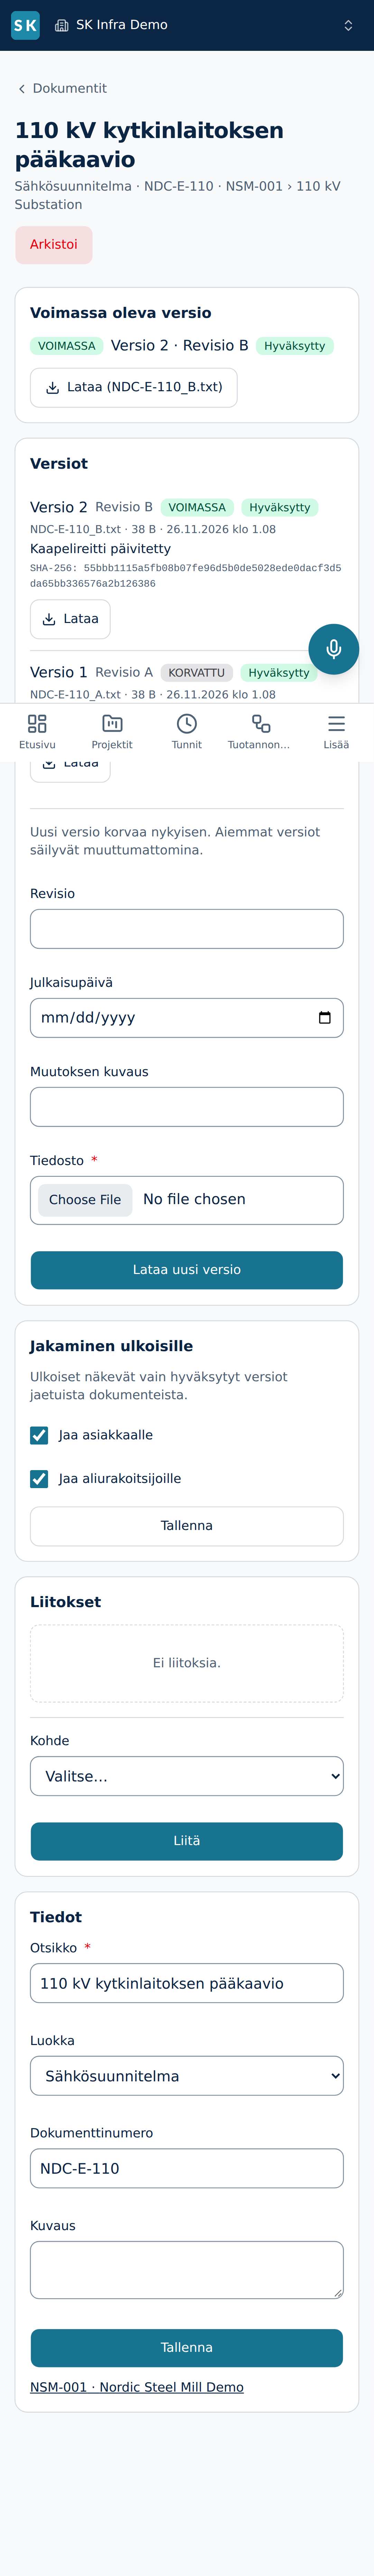 SK SK Infra Demo
Dokumentit
110 kV kytkinlaitoksen
pääkaavio
Sähkösuunnitelma · NDC-E-110 · NSM-001 › 110 kV
Substation
Arkistoi
Voimassa oleva versio
VOIMASSA Versio 2 · Revisio B Hyväksytty
Lataa (NDC-E-110_B.txt)
Versiot
Versio 2 Revisio B VOIMASSA Hyväksytty
NDC-E-110_B.txt · 38 B · 26.11.2026 klo 1.08
Kaapelireitti päivitetty
SHA-256: 55bbb1115a5fb08b07fe96d5b0de5028ede0dacf3d5
da65bb336576a2b126386
Lataa
Versio 1 Revisio A KORVATTU Hyväksytty
NDC-E-110_A.txt · 38 B · 26.11.2026 klo 1.08
Etusivu Projektit Tunnit Tuotannon... Lisää
Lataa
Uusi versio korvaa nykyisen. Aiemmat versiot
säilyvät muuttumattomina.
Revisio
Julkaisupäivä
mm/dd/yyyy
Muutoksen kuvaus
Tiedosto *
Choose File No file chosen
Lataa uusi versio
Jakaminen ulkoisille
Ulkoiset näkevät vain hyväksytyt versiot
jaetuista dokumenteista.
Jaa asiakkaalle
Jaa aliurakoitsijoille
Tallenna
Liitokset
Ei liitoksia.
Kohde
Valitse...
Liitä
Tiedot
Otsikko *
110 kV kytkinlaitoksen pääkaavio
Luokka
Sähkösuunnitelma
Dokumenttinumero
NDC-E-110
Kuvaus
Tallenna
NSM-001 · Nordic Steel Mill Demo